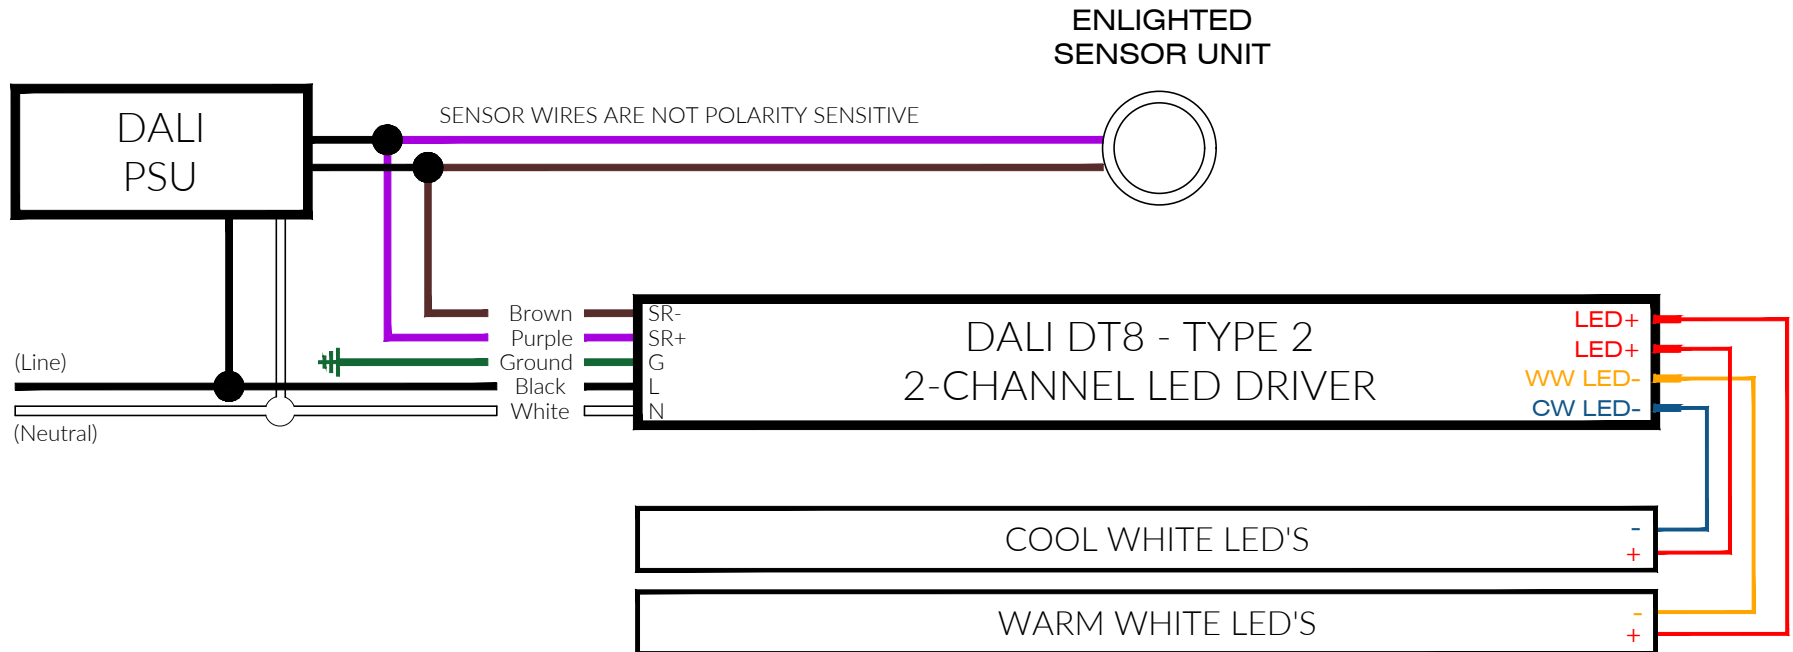 ENLIGHTED
SENSOR UNIT
DALI
PSU
SENSOR WIRES ARE NOT POLARITY SENSITIVE
Brown
SR-
Purple
SR+
(Line)
Ground
G
Black
L
White
N
(Neutral)
DALI DT8 - TYPE 2
2-CHANNEL LED DRIVER
LED+
LED+
WW LED-
CW LED-
COOL WHITE LED'S
-
+
WARM WHITE LED'S
-
+